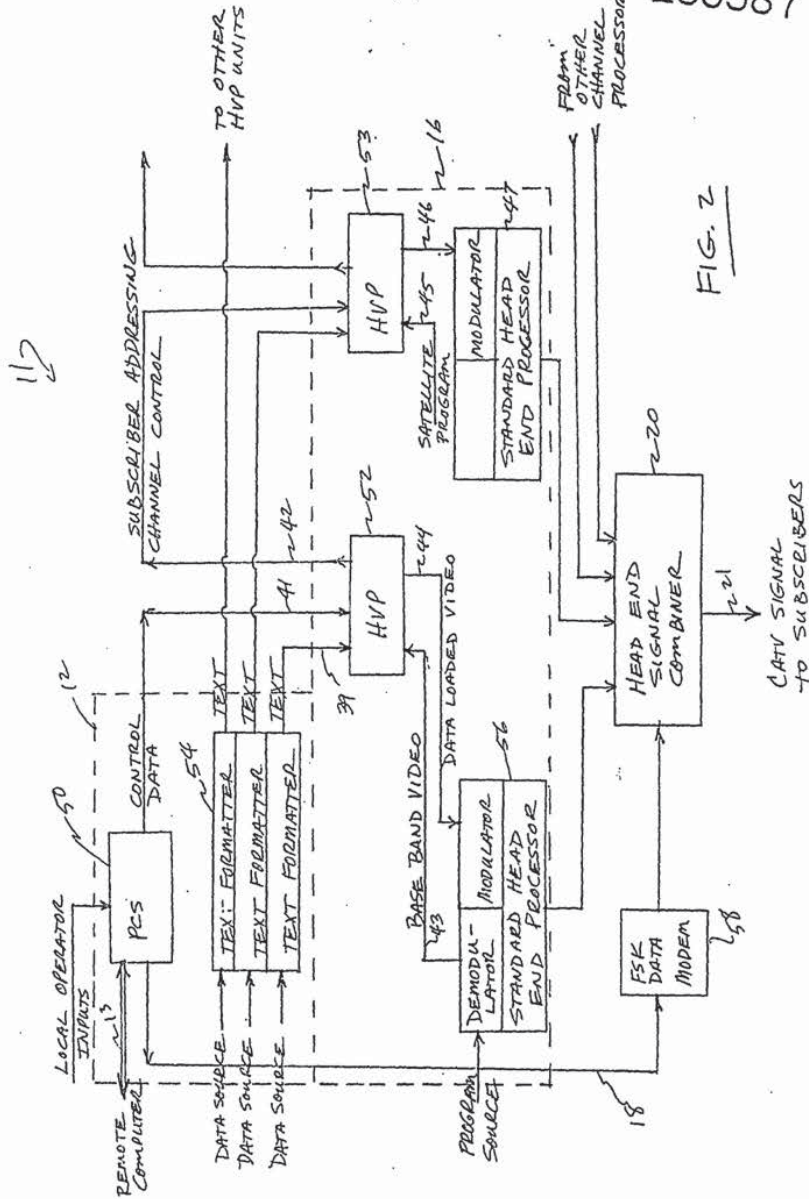 11
SUBSCRIBER ADDRESSING
CHANNEL CONTROL
TO OTHER
HVP UNITS
12
50
LOCAL OPERATOR
INPUTS
13
REMOTE
COMPUTER
PCS
CONTROL
DATA
41
42
DATA SOURCE
DATA SOURCE
DATA SOURCE
54
TEXT FORMATTER
TEXT FORMATTER
TEXT FORMATTER
TEXT
TEXT
TEXT
39
HVP
52
HVP
53
16
BASE BAND VIDEO
43
DATA LOADED VIDEO
44
SATELLITE
PROGRAM
45
46
PROGRAM
SOURCE
DEMODU-
LATOR
MODULATOR
STANDARD HEAD
END PROCESSOR
56
MODULATOR
STANDARD HEAD
END PROCESSOR
47
FROM
OTHER
CHANNEL
PROCESSOR
18
FSK
DATA
MODEM
58
HEAD END
SIGNAL
COMBINER
20
21
CATV SIGNAL
TO SUBSCRIBERS
FIG. 2